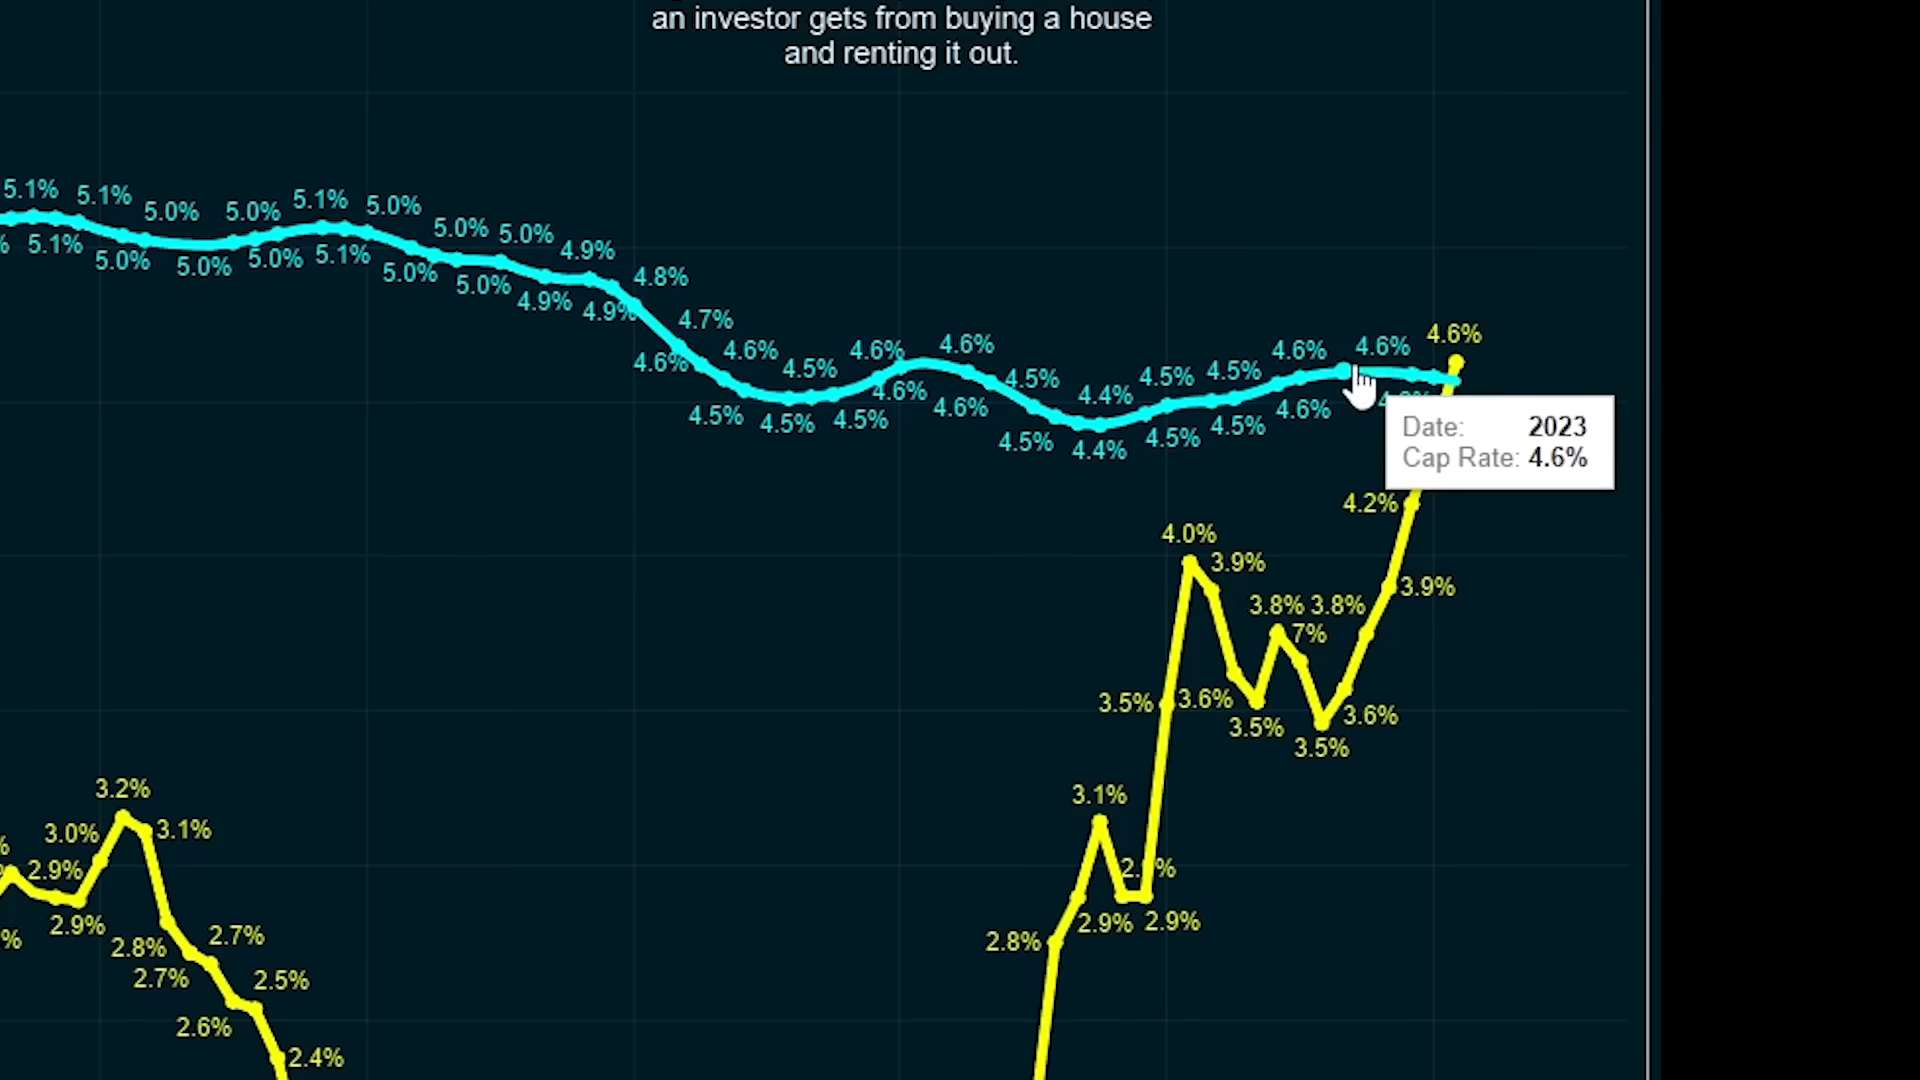 an investor gets from buying a house
and renting it out.
5.1% 5.1% 5.0% 5.0% 5.1% 5.0% 5.0% 5.0% 4.9% 4.8% 4.7% 4.6% 4.5% 4.6% 4.6% 4.5% 4.4% 4.5% 4.5% 4.6% 4.6% 4.6%
% 5.1% 5.0% 5.0% 5.0% 5.1% 5.0% 5.0% 4.9% 4.9% 4.6% 4.5% 4.5% 4.5% 4.6% 4.6% 4.5% 4.4% 4.5% 4.5% 4.6%
Date: 2023
Cap Rate: 4.6%
4.2%
4.0%
3.9%
3.9%
3.8% 3.8%
7%
3.5% 3.6%
3.5%
3.6%
3.5%
3.2%
3.1%
3.0% 3.1%
%
2.9%
2.9% 2.9% 2.9%
%
2.8% 2.7% 2.8%
2.7% 2.5%
2.6%
2.4%